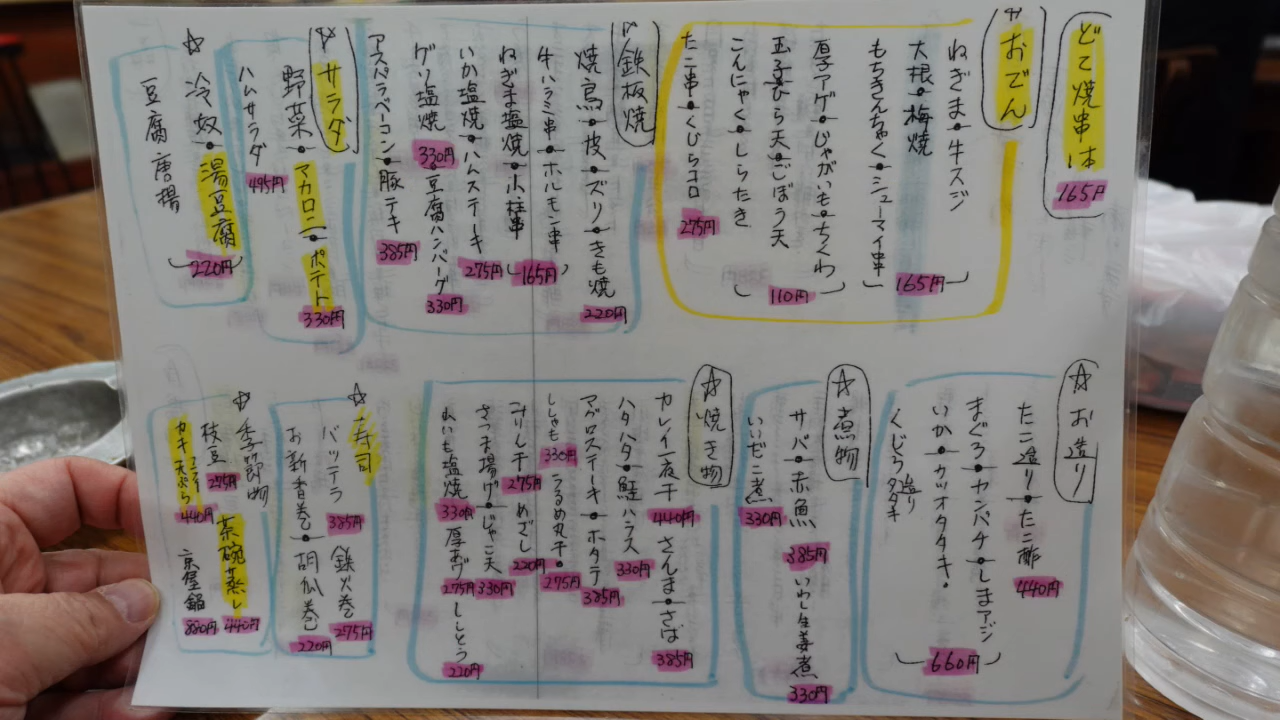 どて焼串1本 165円
☆おでん
ねぎま・牛スジ
大根・梅焼 165円
もちきんちゃく・シューマイ串
厚アゲ・じゃがいも・ちくわ
玉子・ひら天・ごぼう天 110円
こんにゃく・しらたき
たこ串・くじらコロ 275円
☆鉄板焼
焼鳥・皮・ズリ・きも焼 220円
牛ハラミ串・ホルモン串
ねぎま塩焼・小柱串 165円
いか塩焼・ハムステーキ 275円
ゲソ塩焼 330円・豆腐ハンバーグ 330円
アスパラベーコン・豚テキ 385円
☆サラダ
野菜・マカロニ・ポテト 330円
ハムサラダ 495円
☆冷奴・湯豆腐 220円
豆腐唐揚
☆お造り
たこ造り・たこ酢 440円
まぐろ・カンパチ・しまアジ
いか・カツオタタキ・ 660円
くじら造り タタキ
☆煮物
サバ・赤魚 385円 いわし生姜煮 330円
いいだこ煮 330円
☆焼き物
カレイ一夜干 440円 さんま・さば 385円
ハタハタ・鮭ハラス 330円
マグロステーキ・ホタテ 385円
ししゃも 330円 うるめ丸干・ 275円
みりん干 275円 めざし 220円
さつま揚げ・じゃこ天 330円
ぬいも塩焼 330円 厚あげ 275円 ししとう 220円
☆寿司
バッテラ 385円 鉄火巻 275円
お新香巻・胡瓜巻 220円
☆季節物
枝豆 275円 茶碗蒸し 440円
カキ フライ 天ぷら 440円 京屋鍋 880円